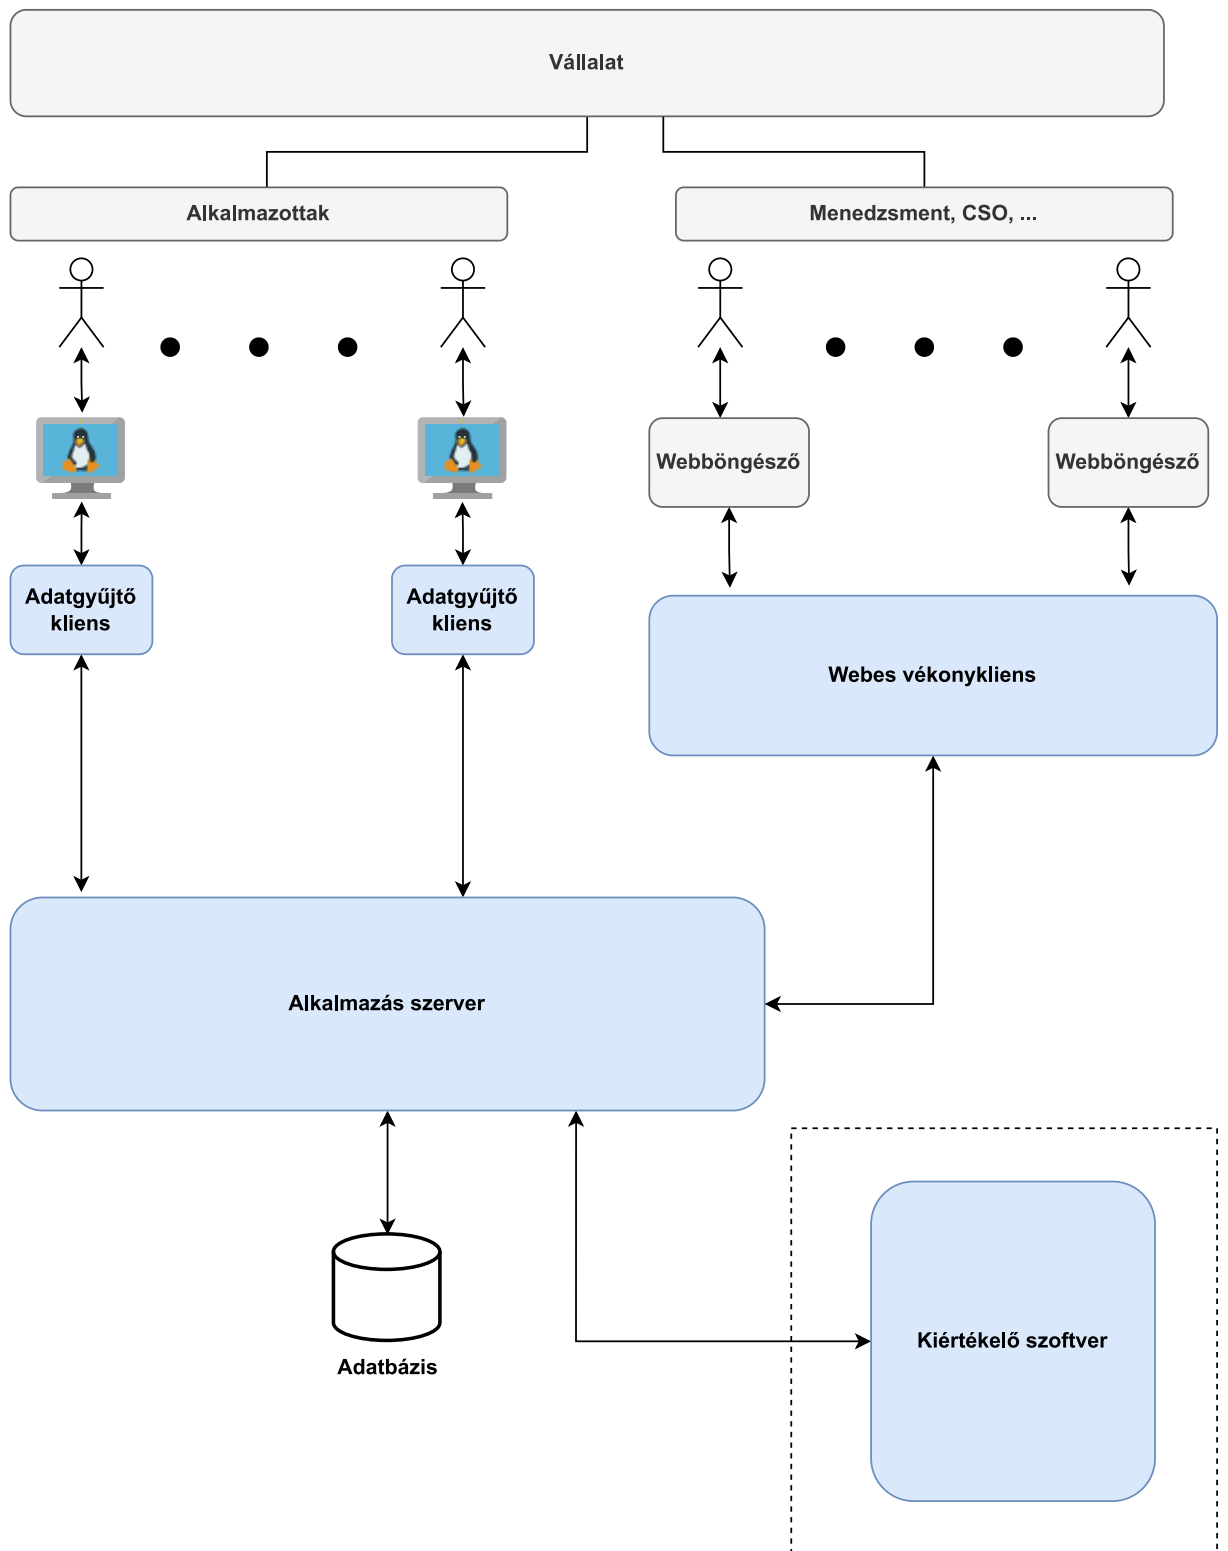 Vállalat
Alkalmazottak
Menedzsment, CSO, ...
Webböngésző
Webböngésző
Adatgyűjtő
kliens
Adatgyűjtő
kliens
Webes vékonykliens
Alkalmazás szerver
Kiértékelő szoftver
Adatbázis